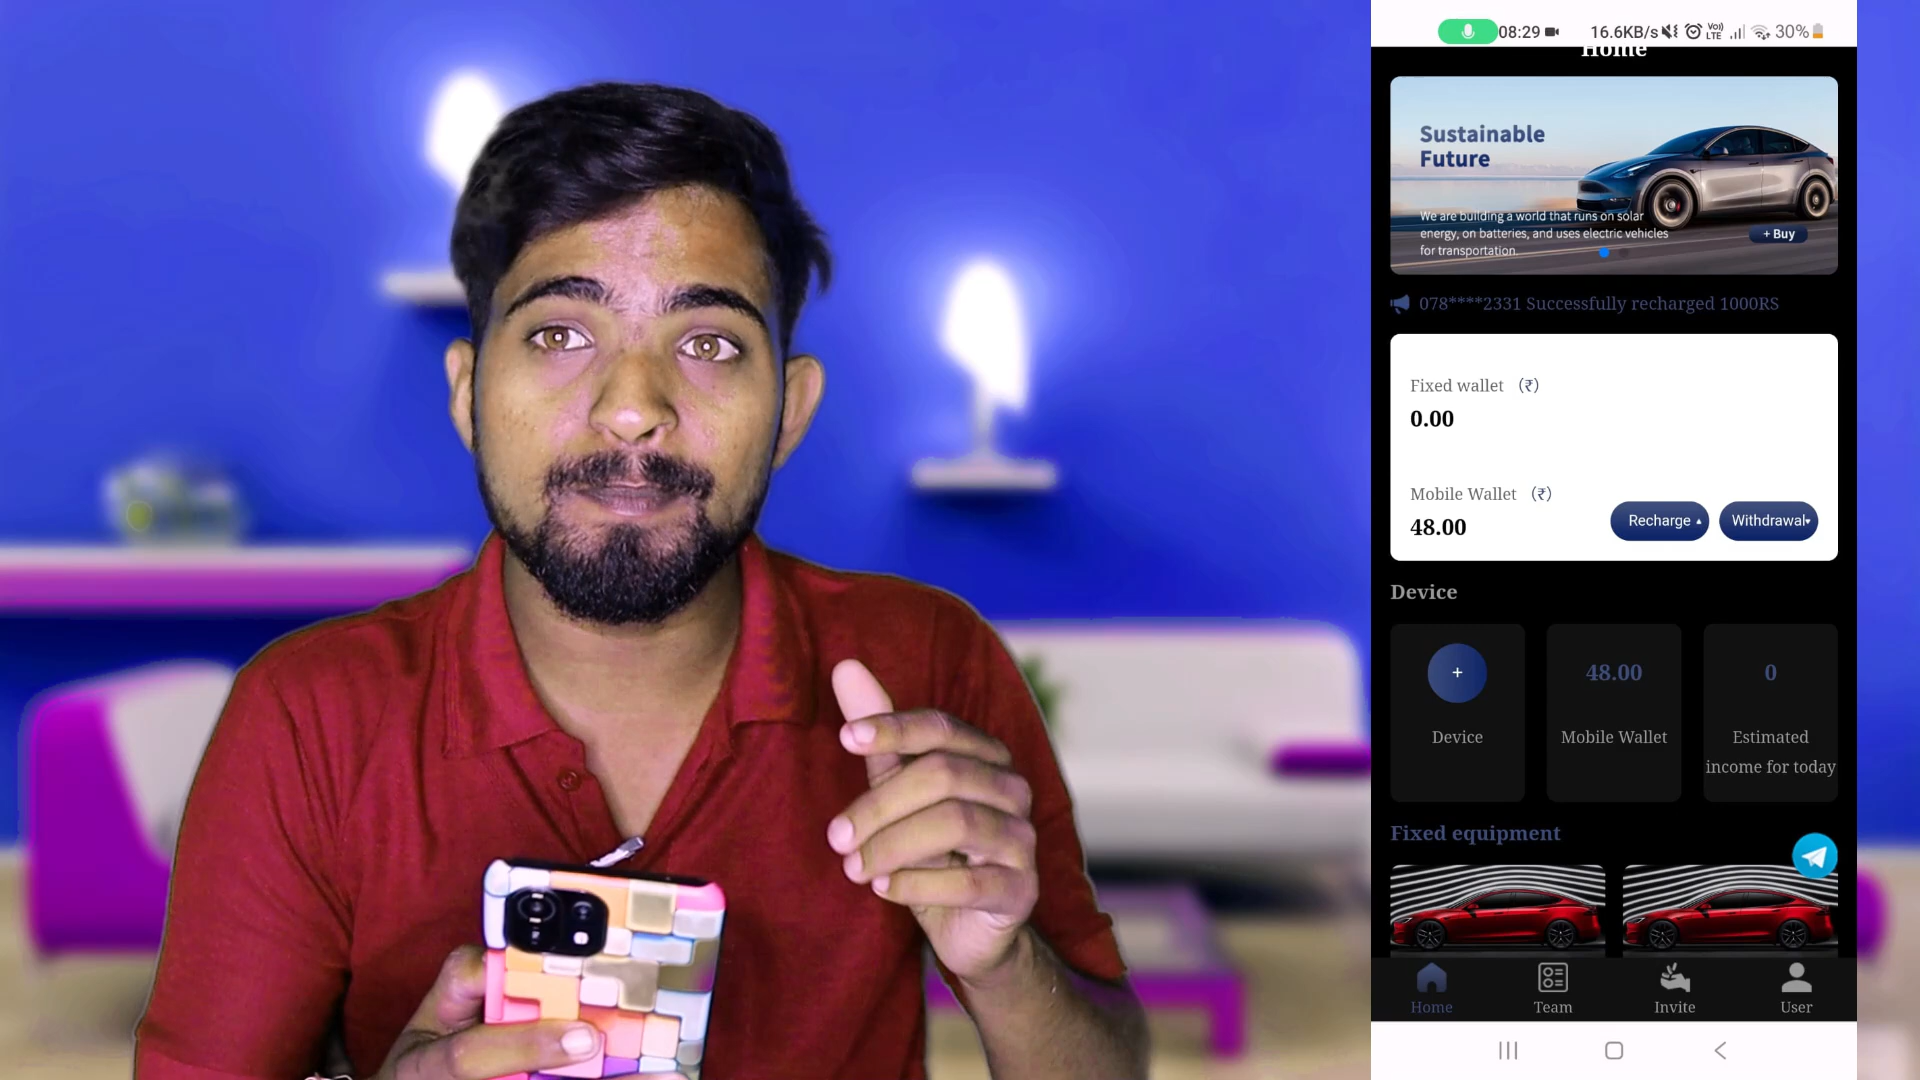 08:29 16.6KB/s Vo)) LTE 30%
Home
Sustainable
Future
We are building a world that runs on solar
energy, on batteries, and uses electric vehicles
for transportation.
+ Buy
078****2331 Successfully recharged 1000RS
Fixed wallet (₹)
0.00
Mobile Wallet (₹)
48.00
Recharge
Withdrawal
Device
+
48.00
0
Device
Mobile Wallet
Estimated
income for today
Fixed equipment
Home
Team
Invite
User